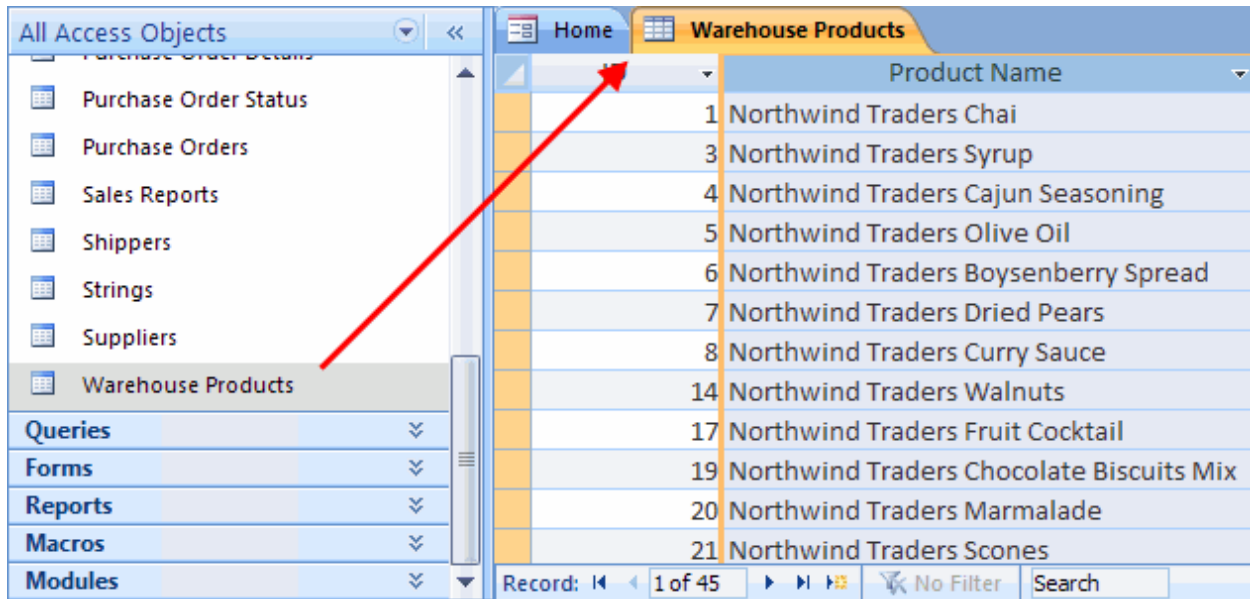 All Access Objects
Purchase Order Details
Purchase Order Status
Purchase Orders
Sales Reports
Shippers
Strings
Suppliers
Warehouse Products
Queries
Forms
Reports
Macros
Modules
Home
Warehouse Products
ID
Product Name
1 Northwind Traders Chai
3 Northwind Traders Syrup
4 Northwind Traders Cajun Seasoning
5 Northwind Traders Olive Oil
6 Northwind Traders Boysenberry Spread
7 Northwind Traders Dried Pears
8 Northwind Traders Curry Sauce
14 Northwind Traders Walnuts
17 Northwind Traders Fruit Cocktail
19 Northwind Traders Chocolate Biscuits Mix
20 Northwind Traders Marmalade
21 Northwind Traders Scones
Record: 1 of 45 No Filter Search